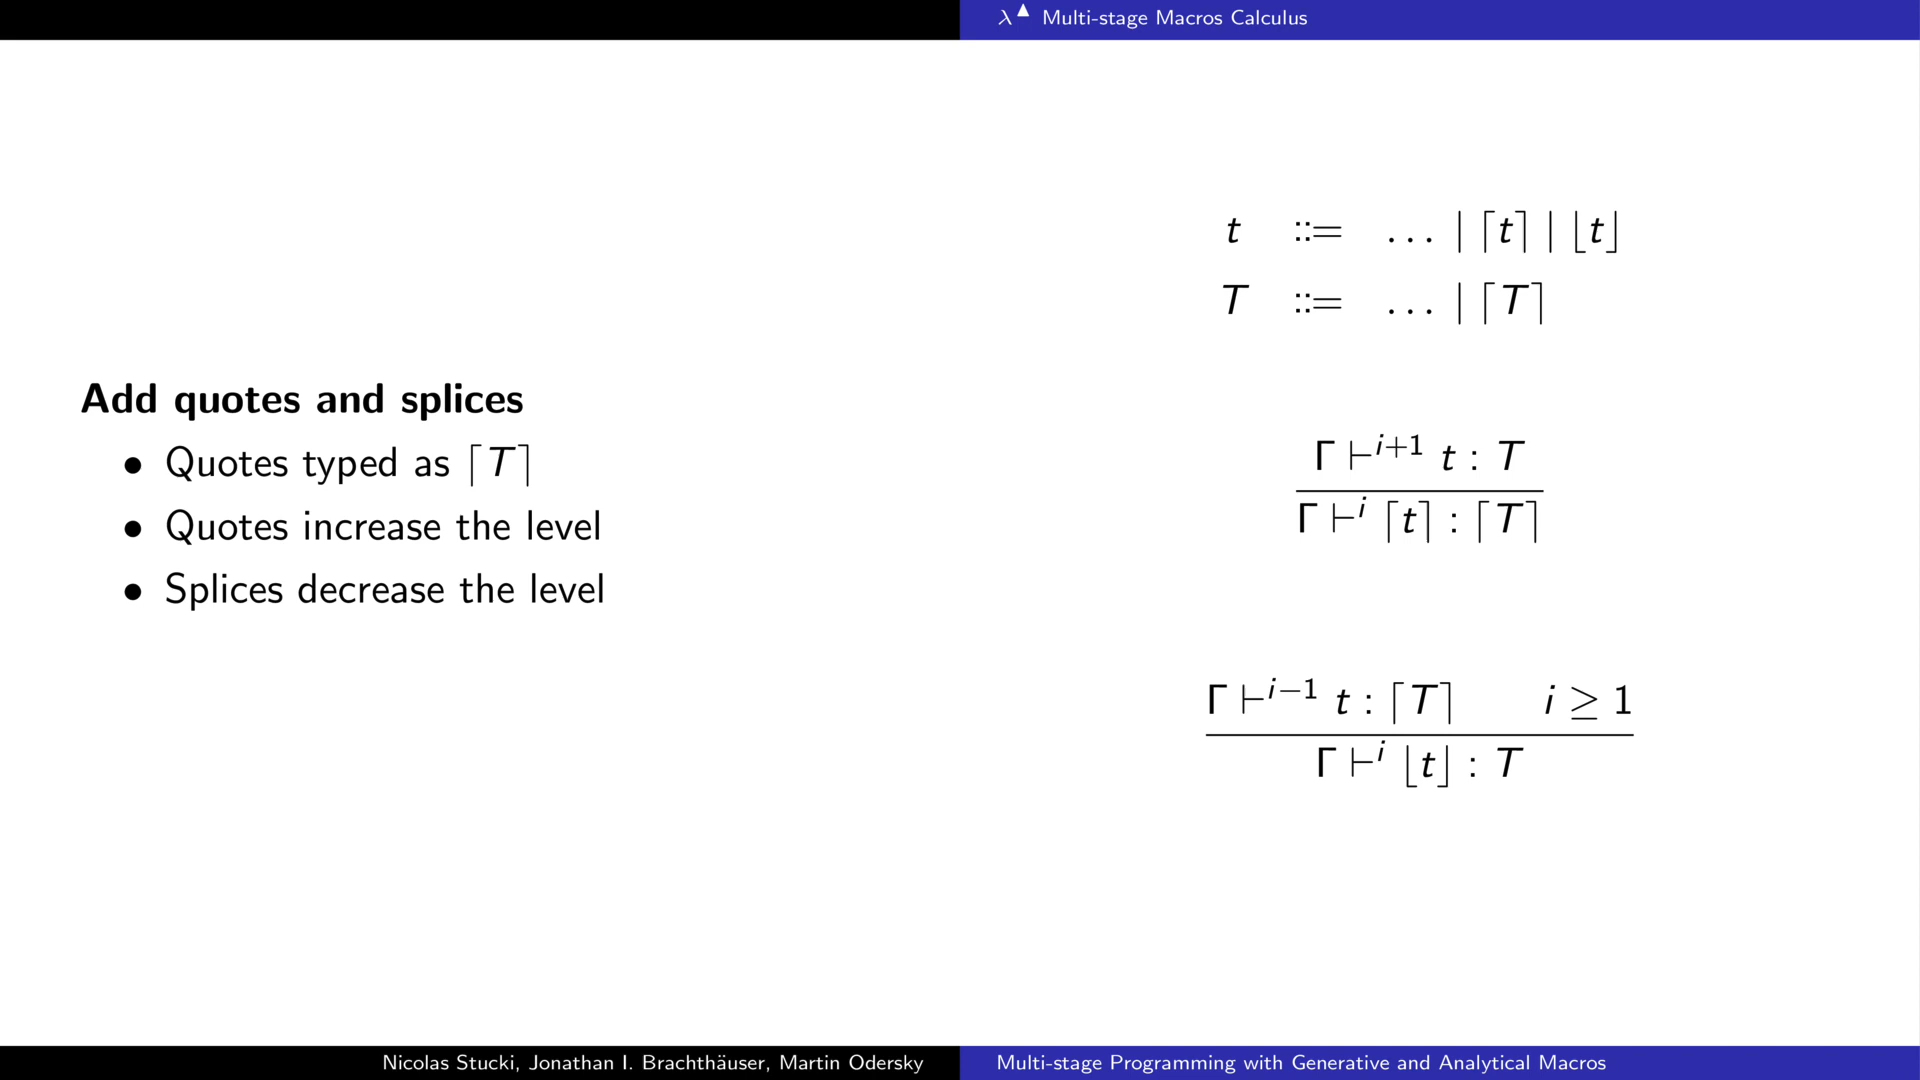 λ▲ Multi-stage Macros Calculus
Add quotes and splices
• Quotes typed as ⌈T⌉
• Quotes increase the level
• Splices decrease the level
t ::= ... | ⌈t⌉ | ⌊t⌋
T ::= ... | ⌈T⌉
Γ ⊢ⁱ⁺¹ t : T
Γ ⊢ⁱ ⌈t⌉ : ⌈T⌉
Γ ⊢ⁱ⁻¹ t : ⌈T⌉ i ≥ 1
Γ ⊢ⁱ ⌊t⌋ : T
Nicolas Stucki, Jonathan I. Brachthäuser, Martin Odersky
Multi-stage Programming with Generative and Analytical Macros